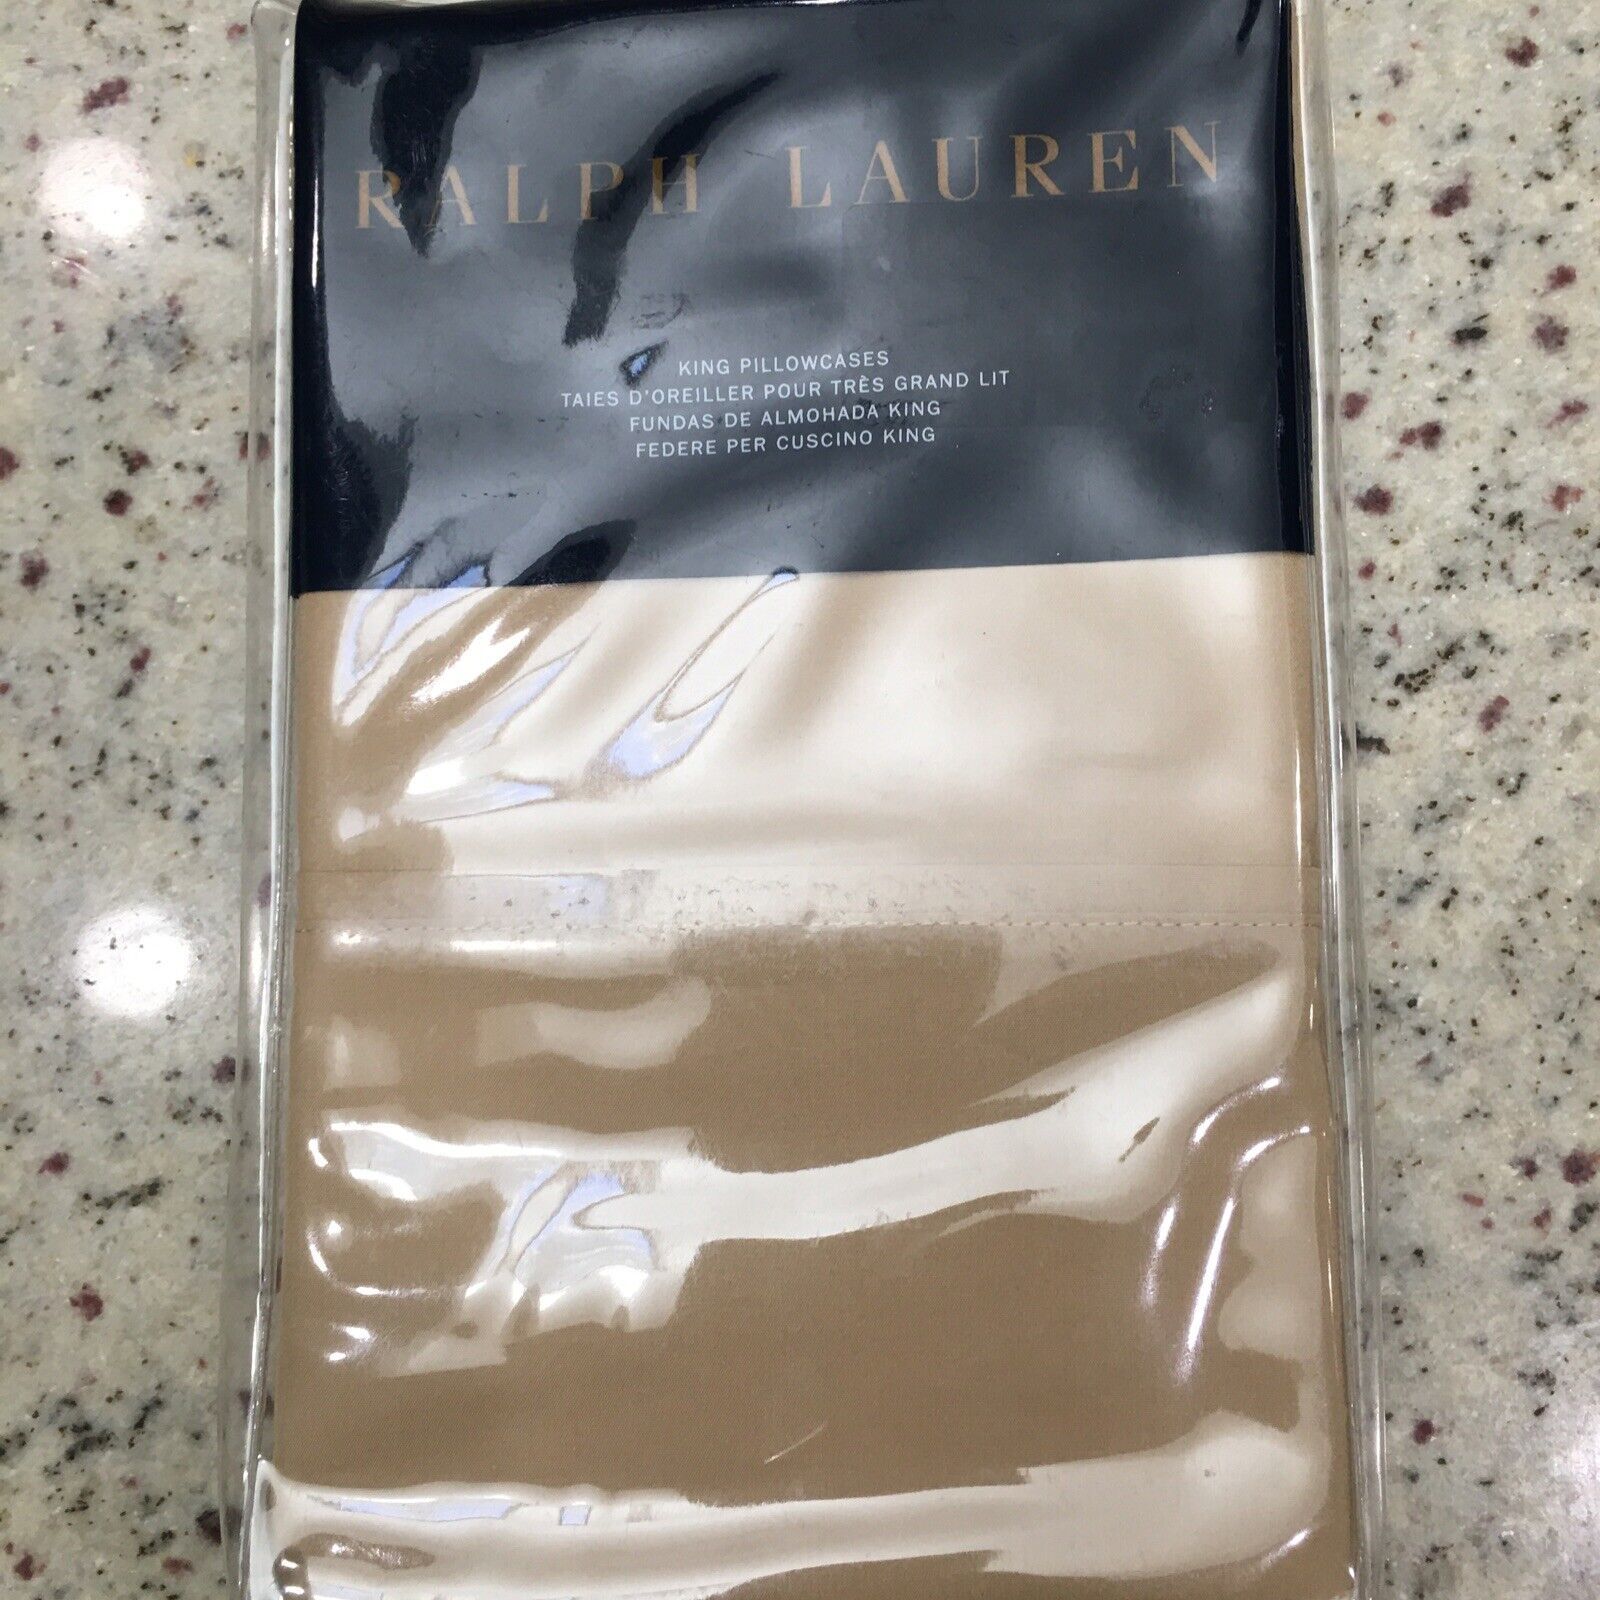 RALPH LAUREN
KING PILLOWCASES
TAIES D'OREILLER POUR TRÈS GRAND LIT
FUNDAS DE ALMOHADA KING
FEDERE PER CUSCINO KING